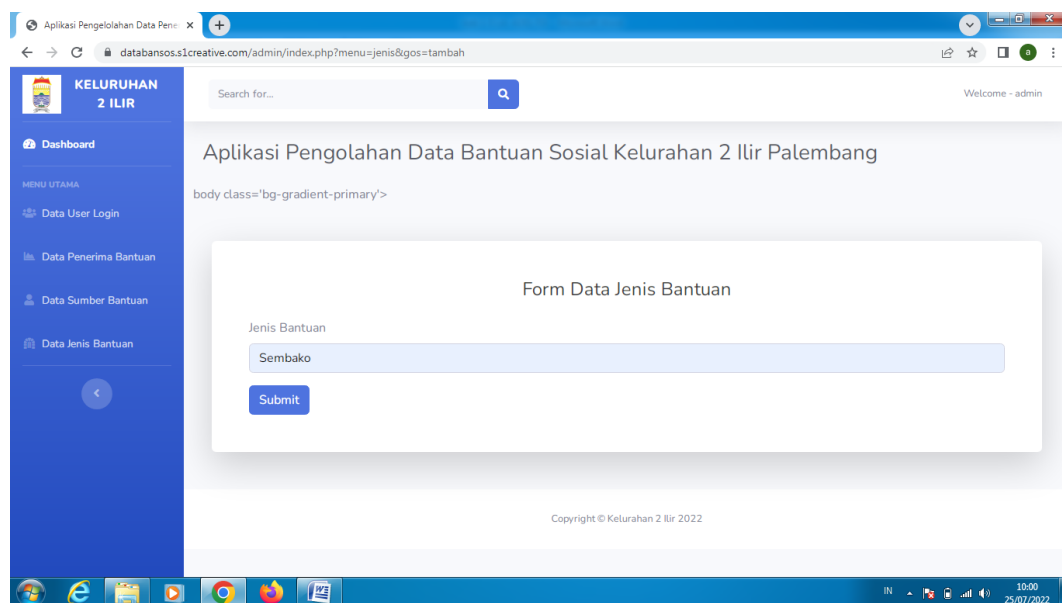 Aplikasi Pengelolahan Data Pene
databansos.s1creative.com/admin/index.php?menu=jenis&gos=tambah
a
KELURUHAN
2 ILIR
Search for...
Welcome - admin
Dashboard
Aplikasi Pengolahan Data Bantuan Sosial Kelurahan 2 Ilir Palembang
MENU UTAMA
body class='bg-gradient-primary'>
Data User Login
Data Penerima Bantuan
Data Sumber Bantuan
Data Jenis Bantuan
Form Data Jenis Bantuan
Jenis Bantuan
Sembako
Submit
Copyright © Kelurahan 2 Ilir 2022
IN
10:00
25/07/2022